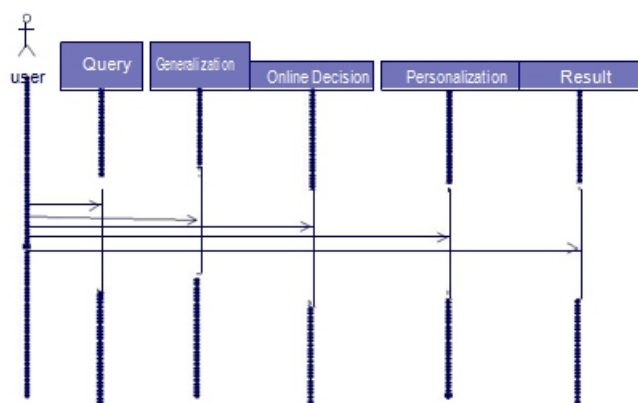 user
Query
Generalization
Online Decision
Personalization
Result